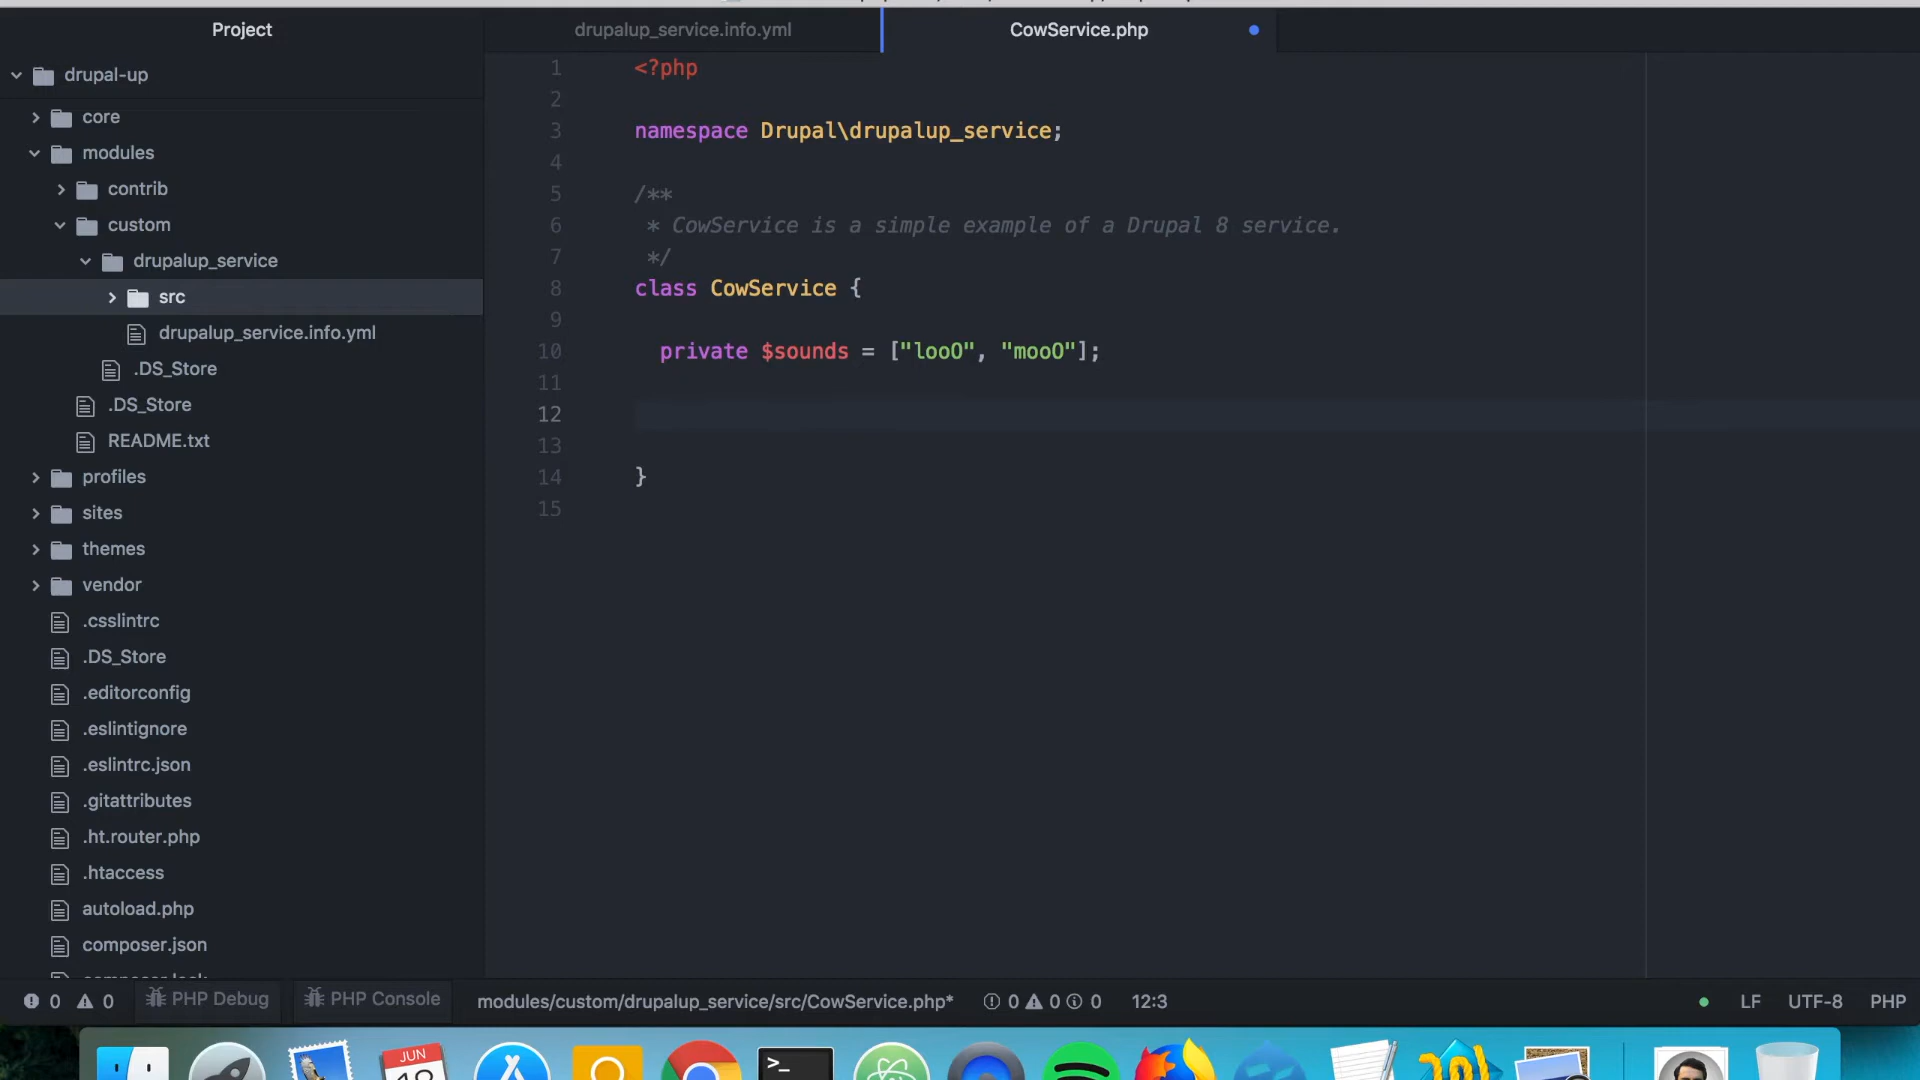 Project
drupalup_service.info.yml
CowService.php
drupal-up
core
modules
contrib
custom
drupalup_service
src
drupalup_service.info.yml
.DS_Store
.DS_Store
README.txt
profiles
sites
themes
vendor
.csslintrc
.DS_Store
.editorconfig
.eslintignore
.eslintrc.json
.gitattributes
.ht.router.php
.htaccess
autoload.php
composer.json
1 <?php
2
3 namespace Drupal\drupalup_service;
4
5 /**
6 * CowService is a simple example of a Drupal 8 service.
7 */
8 class CowService {
9
10 private $sounds = ["looO", "mooO"];
11
12
13
14 }
15
0 0 PHP Debug PHP Console modules/custom/drupalup_service/src/CowService.php* 0 0 0 12:3 LF UTF-8 PHP
JUN
>_